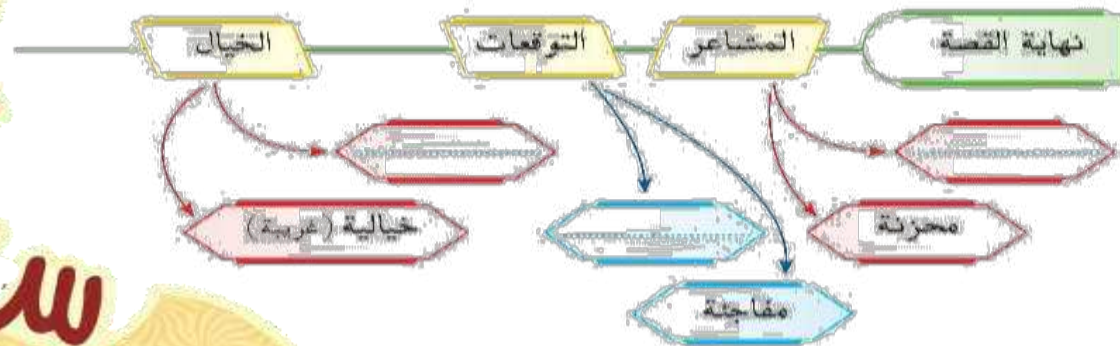 نهاية القصة
المشاعر
التوقعات
الخيال
محزنة
خيالية (غريبة)
مفاجئة